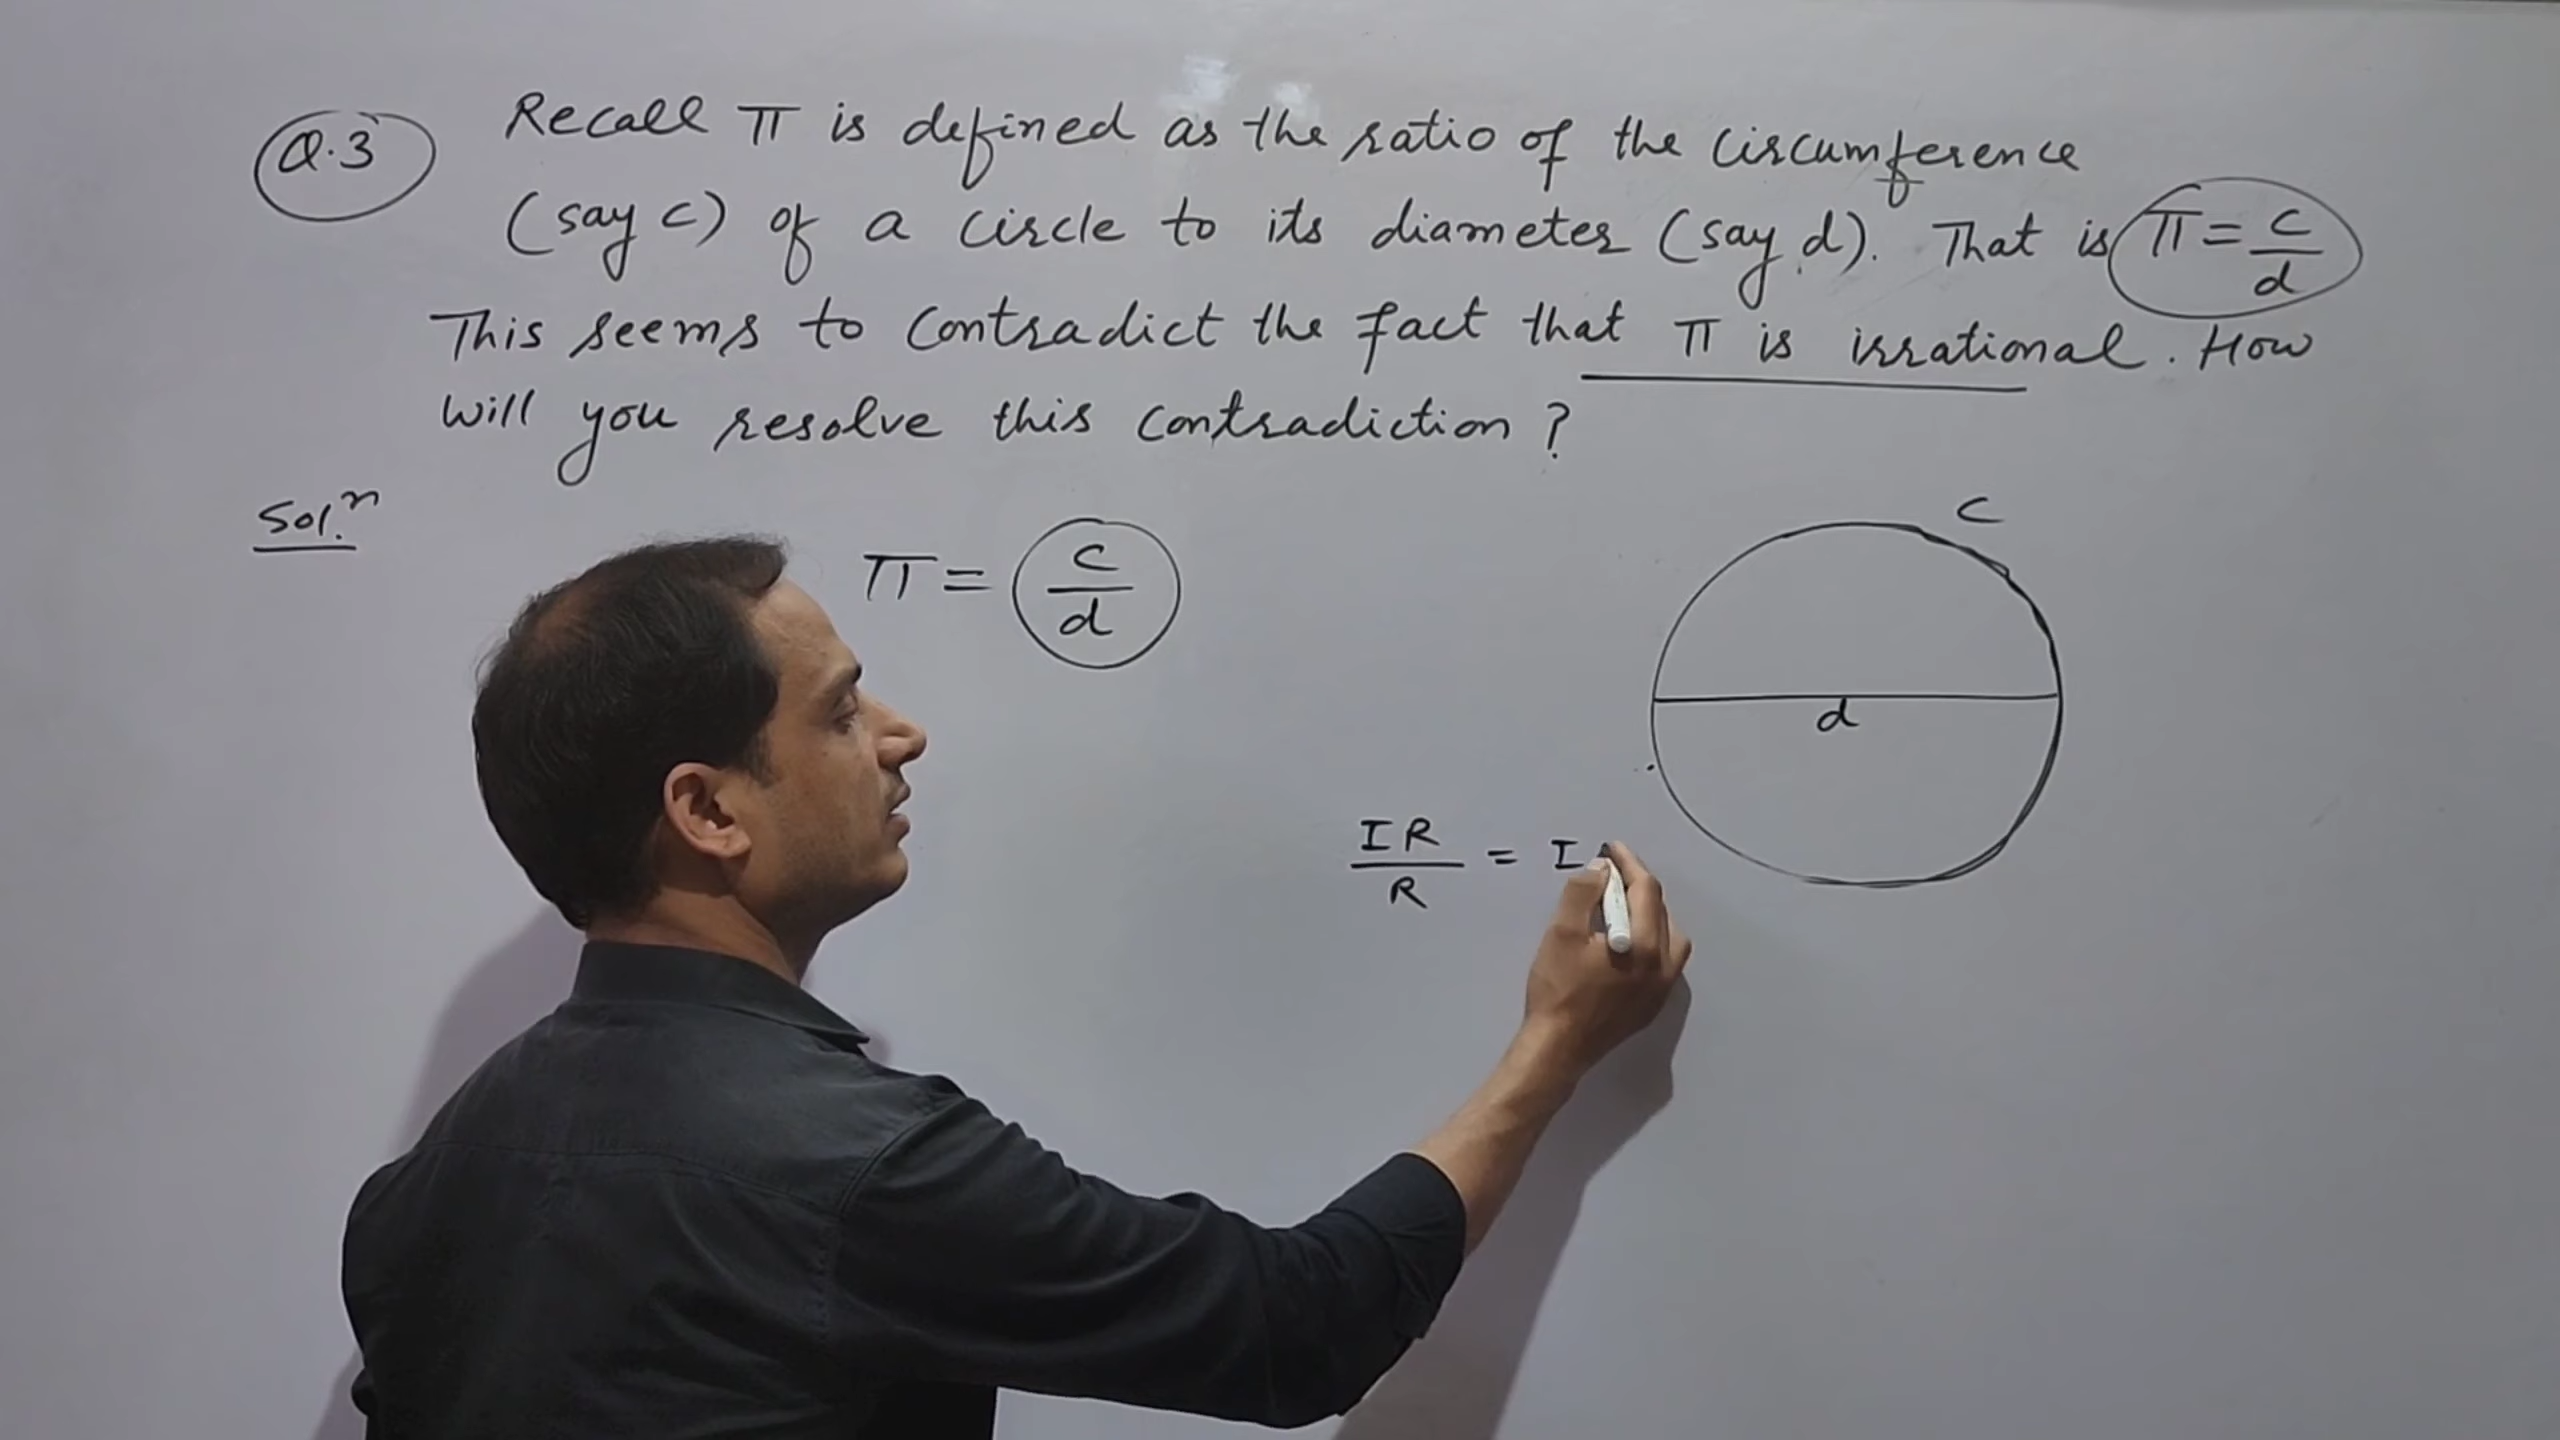 Q.3 Recall π is defined as the ratio of the circumference
(say c) of a circle to its diameter (say d). That is π = c/d
This seems to contradict the fact that π is irrational. How
will you resolve this contradiction?
Sol.ⁿ
π = c/d
C
d
IR/R = I